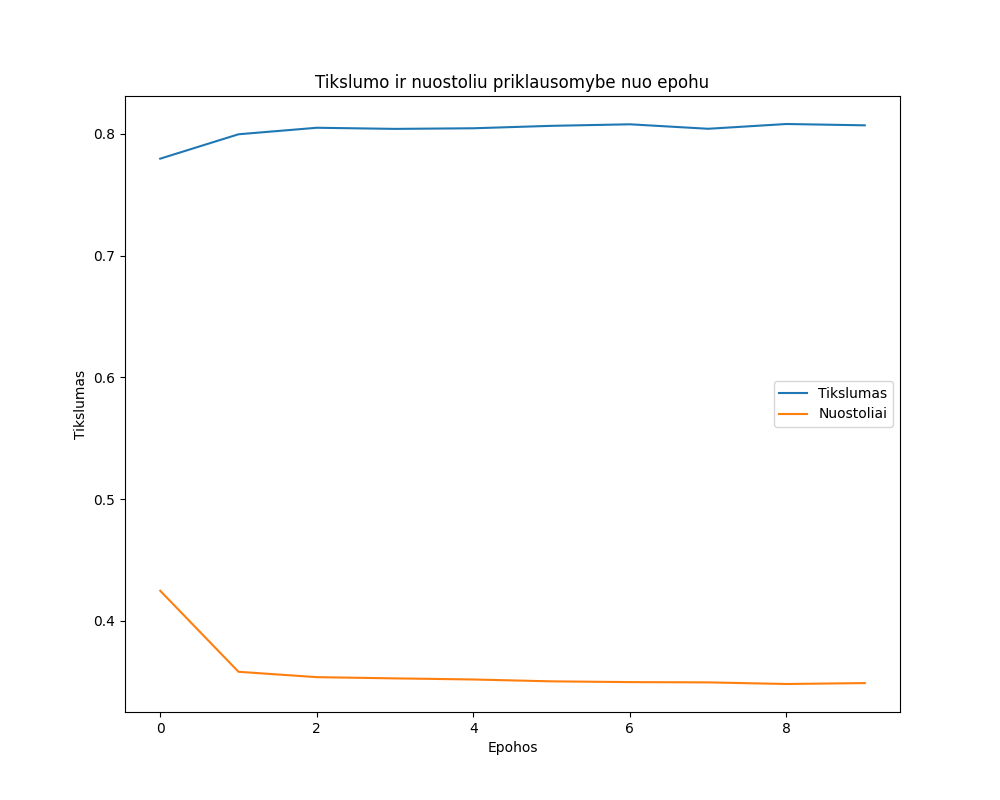 Tikslumo ir nuostoliu priklausomybe nuo epohu
Tikslumas
0.8
0.7
0.6
0.5
0.4
Tikslumas
Nuostoliai
0 2 4 6 8
Epohos